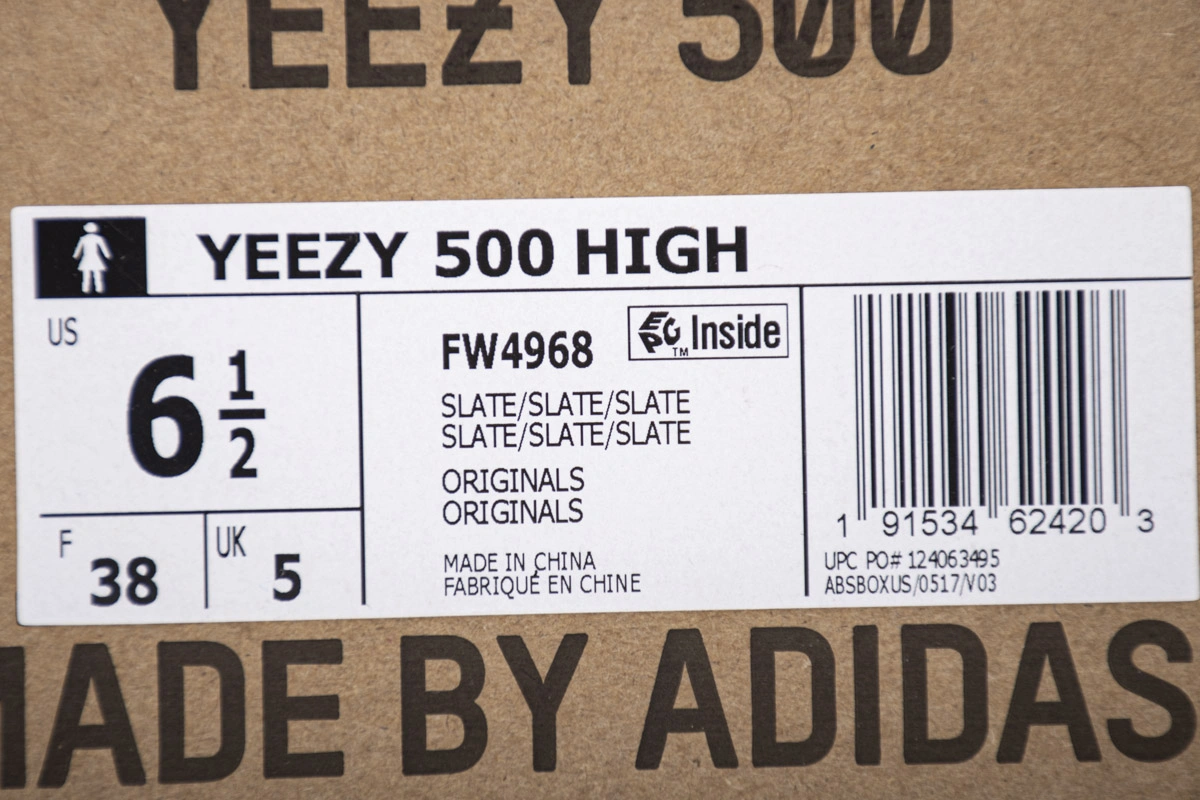 YEEZY 500
YEEZY 500 HIGH
US
6 1/2
F
38
UK
5
FW4968
EPC TM Inside
SLATE/SLATE/SLATE
SLATE/SLATE/SLATE
ORIGINALS
ORIGINALS
MADE IN CHINA
FABRIQUÉ EN CHINE
1 91534 62420 3
UPC PO# 124063495
ABSBOXUS/0517/V03
MADE BY ADIDAS